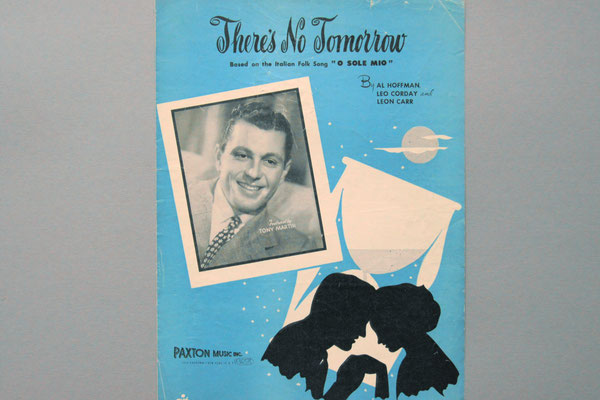 There's No Tomorrow
Based on the Italian Folk Song "O SOLE MIO"
By AL HOFFMAN,
LEO CORDAY and
LEON CARR
Featured by
TONY MARTIN
PAXTON MUSIC INC.